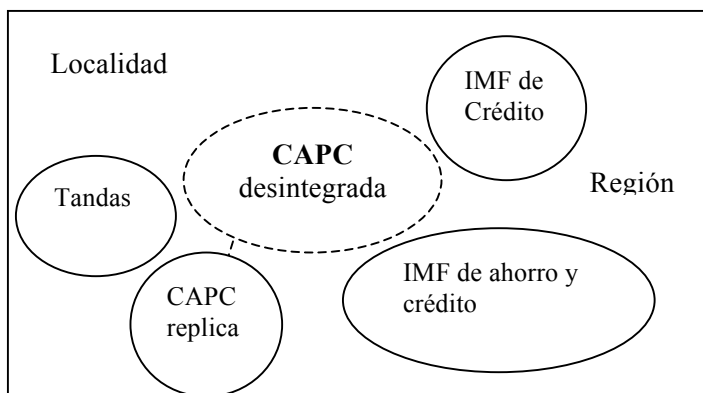 Localidad
IMF de
Crédito
CAPC
desintegrada
Región
Tandas
IMF de ahorro y
crédito
CAPC
replica